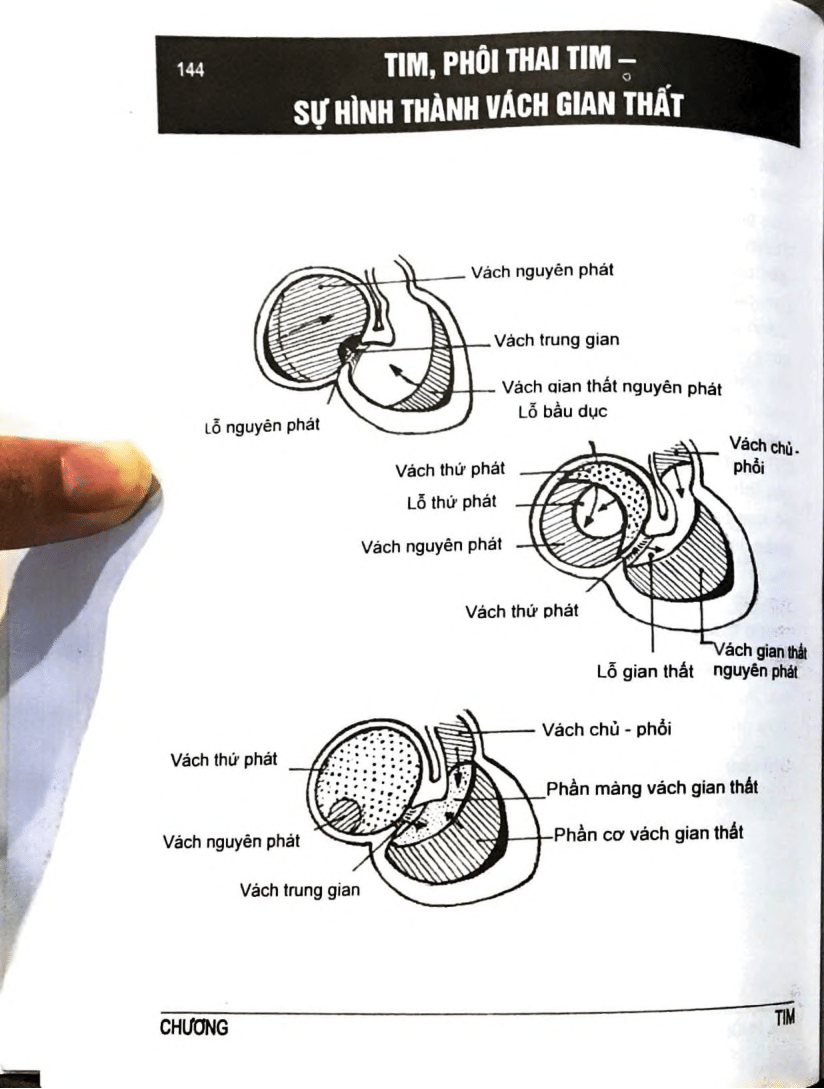 144
TIM, PHÔI THAI TIM –
SỰ HÌNH THÀNH VÁCH GIAN THẤT
Vách nguyên phát
Vách trung gian
Vách gian thất nguyên phát
Lỗ nguyên phát
Lỗ bầu dục
Vách chủ -
phổi
Vách thứ phát
Lỗ thứ phát
Vách nguyên phát
Vách thứ phát
Vách gian thất
nguyên phát
Lỗ gian thất
Vách chủ - phổi
Vách thứ phát
Phần màng vách gian thất
Phần cơ vách gian thất
Vách nguyên phát
Vách trung gian
CHƯƠNG
TIM